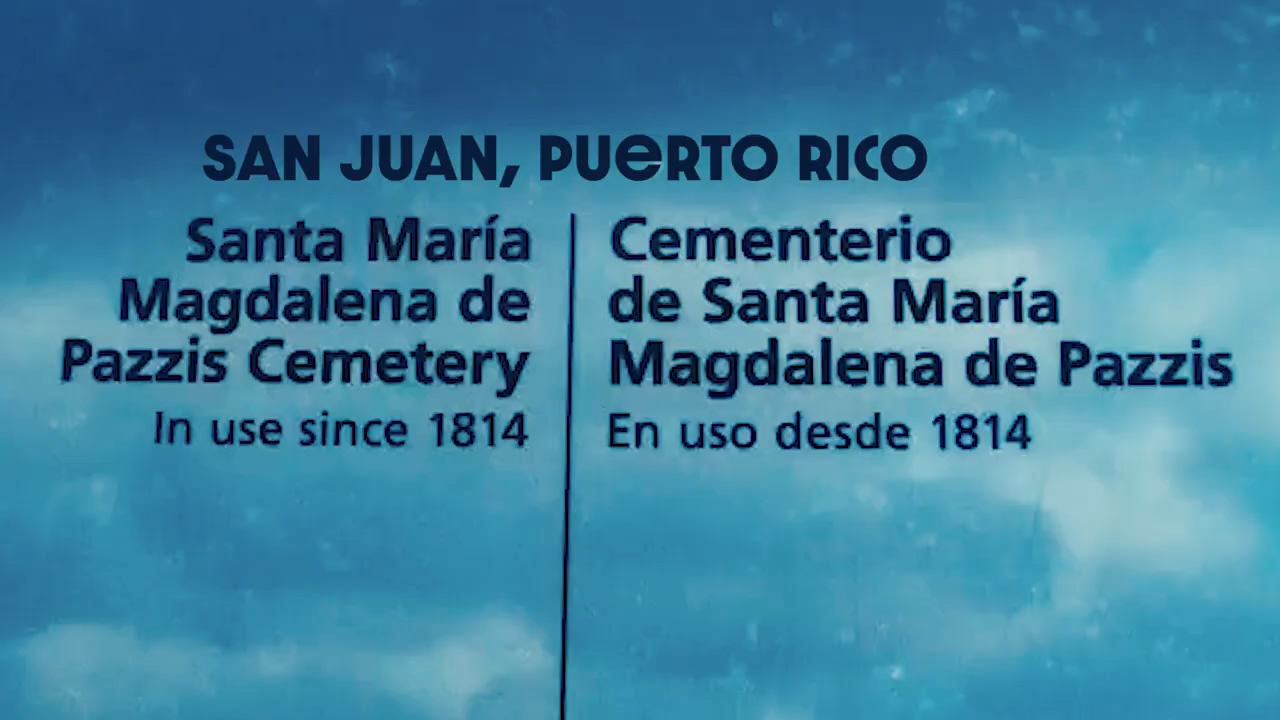 SAN JUAN, PUERTO RICO
Santa María
Magdalena de
Pazzis Cemetery
In use since 1814
Cementerio
de Santa María
Magdalena de Pazzis
En uso desde 1814